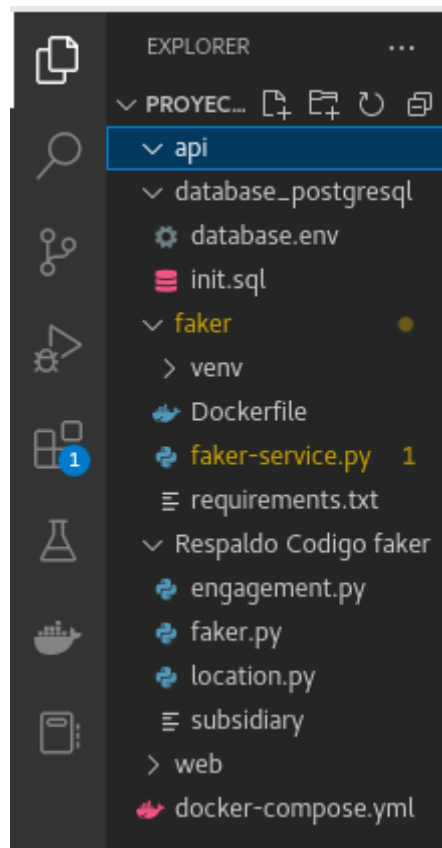 EXPLORER ...
PROYEC...
api
database_postgresql
database.env
init.sql
faker
venv
Dockerfile
faker-service.py 1
requirements.txt
Respaldo Codigo faker
engagement.py
faker.py
location.py
subsidiary
web
docker-compose.yml
1